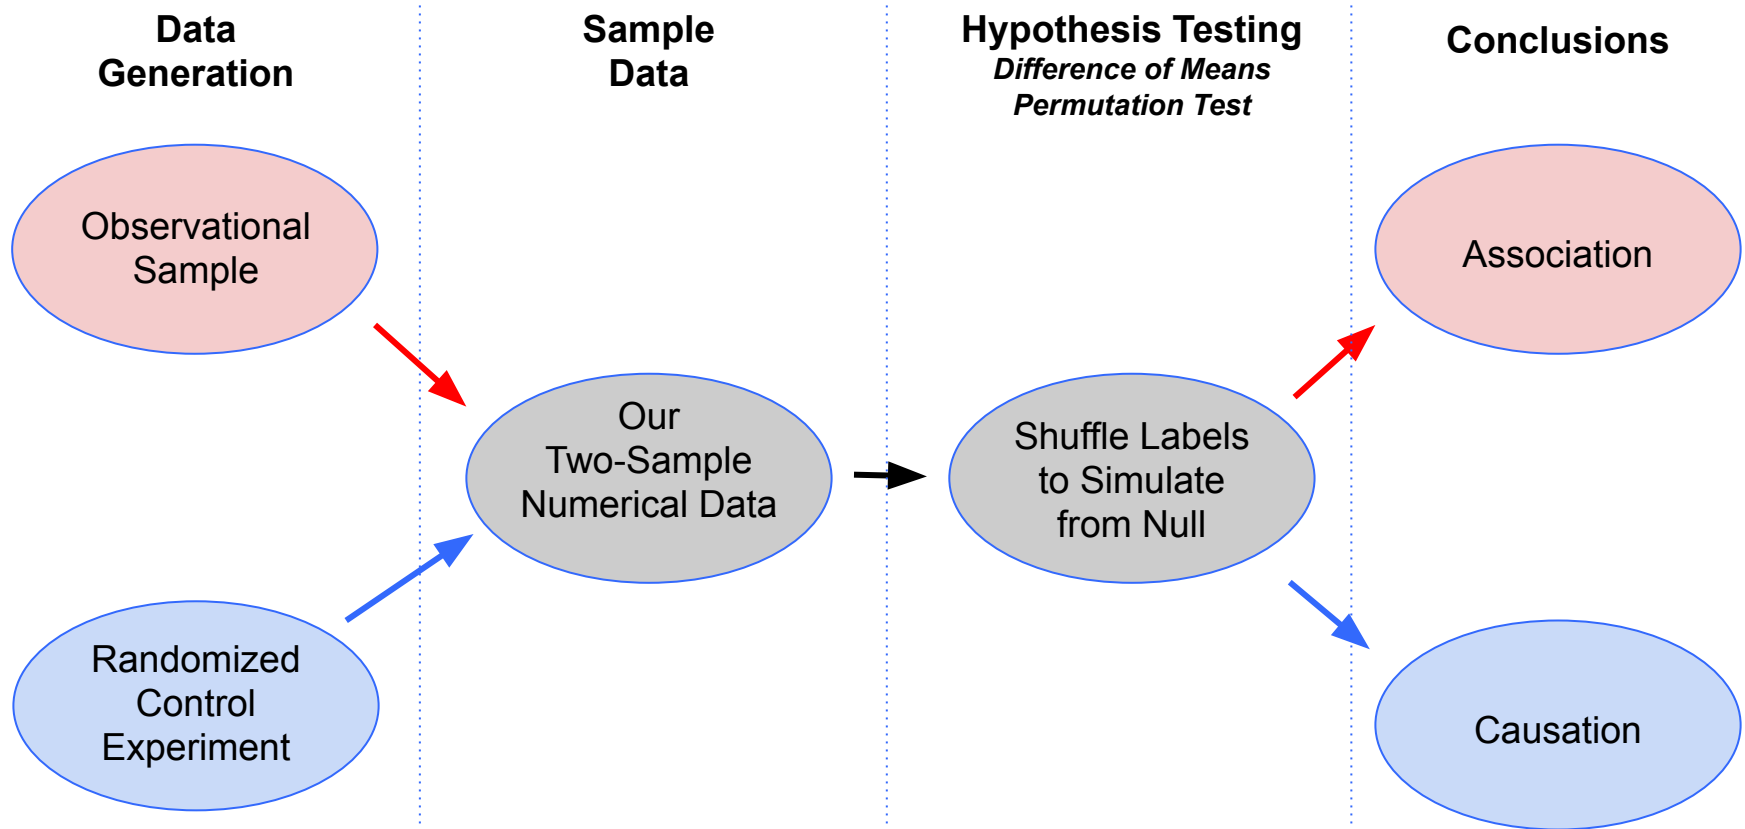 Data
Generation
Sample
Data
Hypothesis Testing
Difference of Means
Permutation Test
Conclusions
Observational
Sample
Randomized
Control
Experiment
Our
Two-Sample
Numerical Data
Shuffle Labels
to Simulate
from Null
Association
Causation